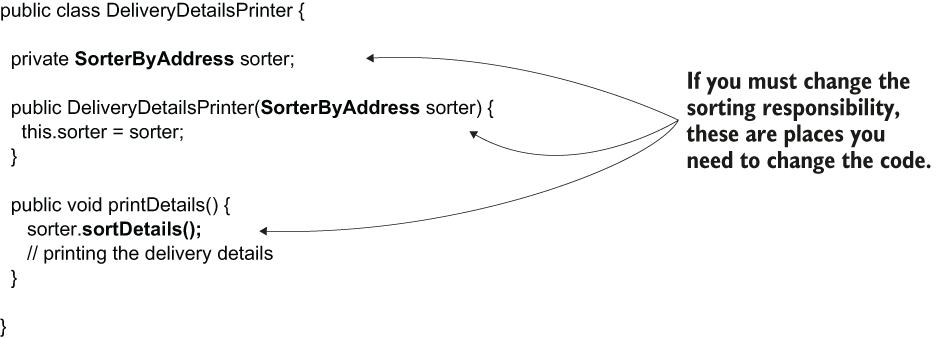 public class DeliveryDetailsPrinter {
private SorterByAddress sorter;
public DeliveryDetailsPrinter(SorterByAddress sorter) {
this.sorter = sorter;
}
public void printDetails() {
sorter.sortDetails();
// printing the delivery details
}
}
If you must change the
sorting responsibility,
these are places you
need to change the code.